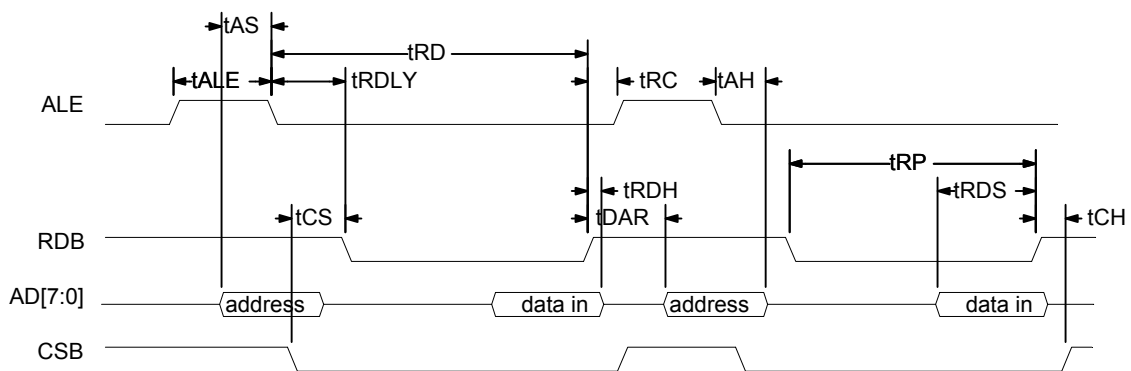 tAS
tRD
tALE
tRDLY
tRC
tAH
ALE
tRP
tRDH
tRDS
tCS
tDAR
tCH
RDB
AD[7:0]
address
data in
address
data in
CSB